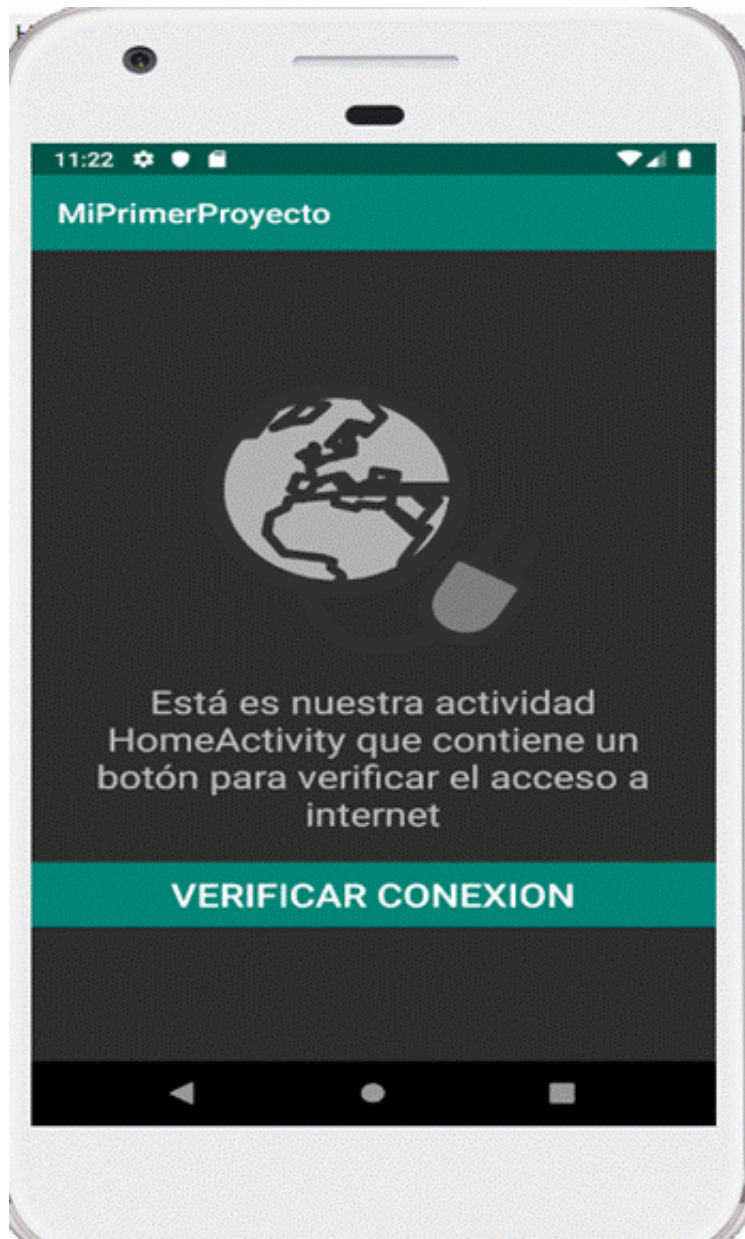 11:22
MiPrimerProyecto
Está es nuestra actividad
HomeActivity que contiene un
botón para verificar el acceso a
internet
VERIFICAR CONEXION